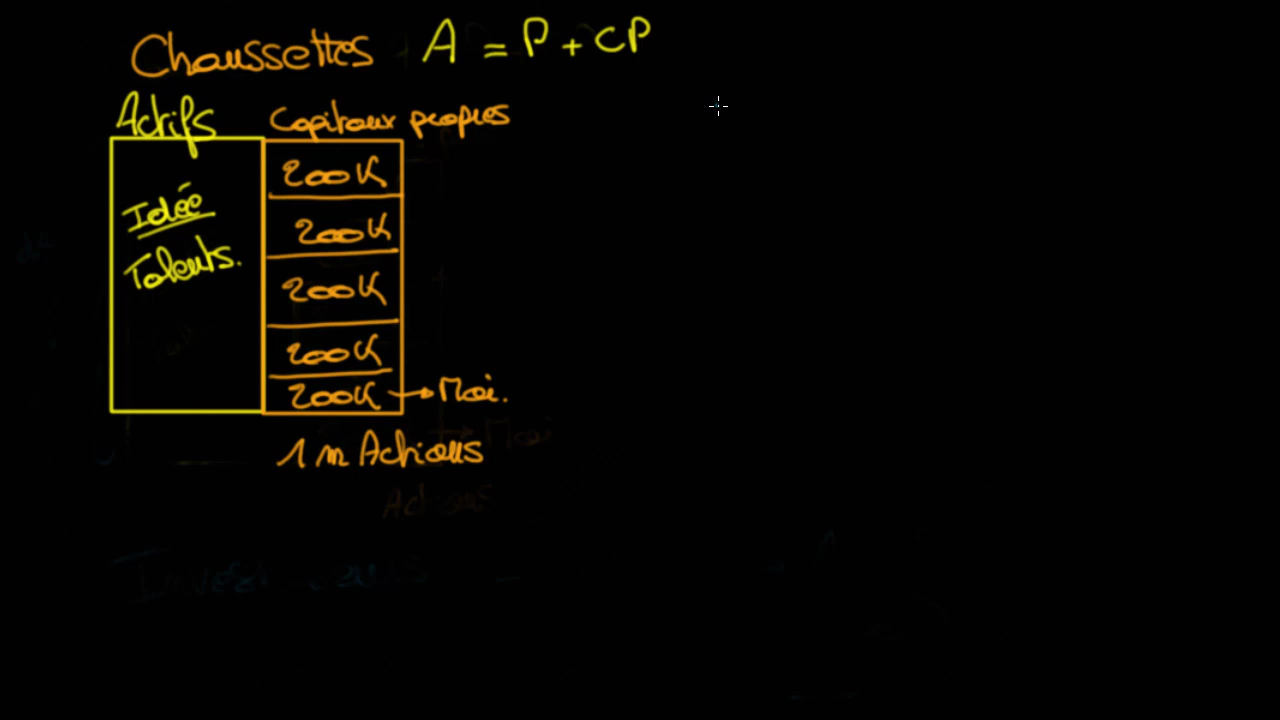 Chaussettes A = P + CP
Actifs Capitaux propres
Idée
Talents.
200K
200K
200K
200K
200K → Moi.
1 m Actions